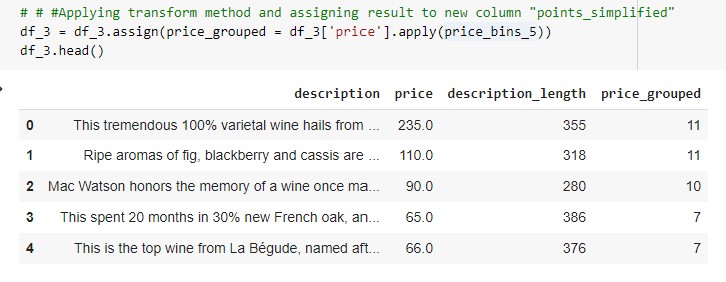 # # #Applying transform method and assigning result to new column "points_simplified"
df_3 = df_3.assign(price_grouped = df_3['price'].apply(price_bins_5))
df_3.head()
description price description_length price_grouped
0 This tremendous 100% varietal wine hails from ... 235.0 355 11
1 Ripe aromas of fig, blackberry and cassis are ... 110.0 318 11
2 Mac Watson honors the memory of a wine once ma... 90.0 280 10
3 This spent 20 months in 30% new French oak, an... 65.0 386 7
4 This is the top wine from La Bégude, named aft... 66.0 376 7